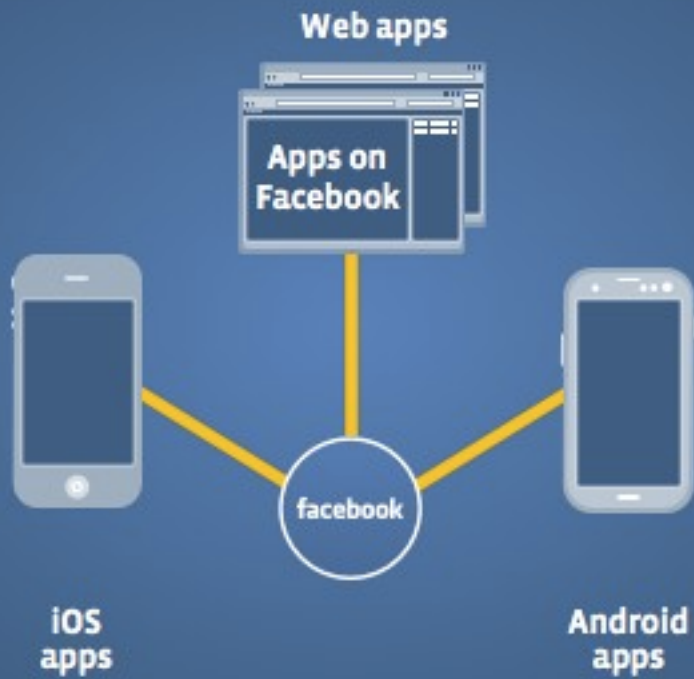 Web apps
Apps on
Facebook
facebook
iOS
apps
Android
apps